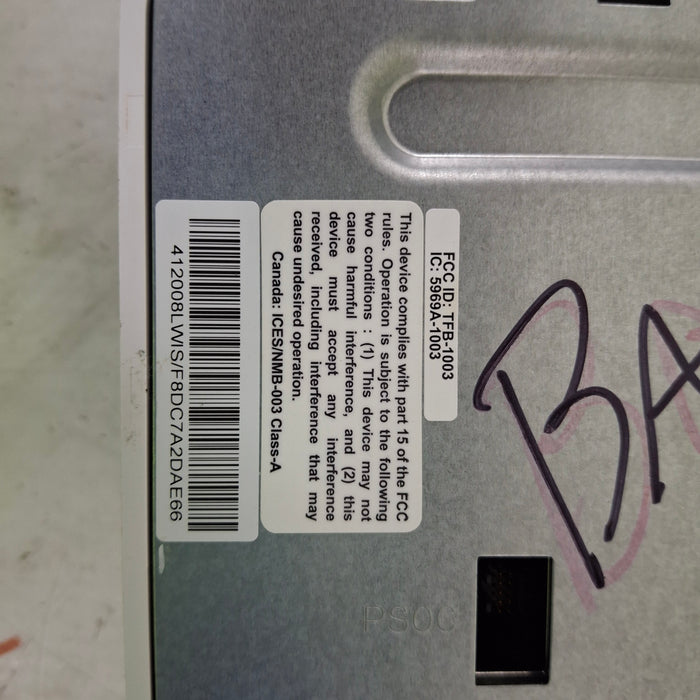 FCC ID: TFB-1003
IC: 5969A-1003
This device complies with part 15 of the FCC
rules. Operation is subject to the following
two conditions : (1) This device may not
cause harmful interference, and (2) this
device must accept any interference
received, including interference that may
cause undesired operation.
Canada: ICES/NMB-003 Class-A
412008LWIS/F8DC7A2DAE66
BA
PSOC